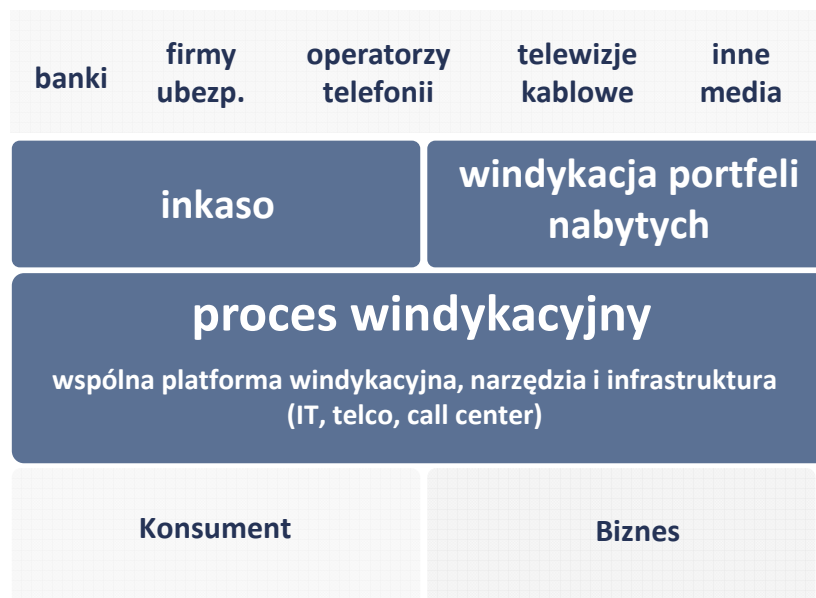 banki
firmy
ubezp.
operatorzy
telefonii
telewizje
kablowe
inne
media
inkaso
windykacja portfeli
nabytych
proces windykacyjny
wspólna platforma windykacyjna, narzędzia i infrastruktura
(IT, telco, call center)
Konsument
Biznes